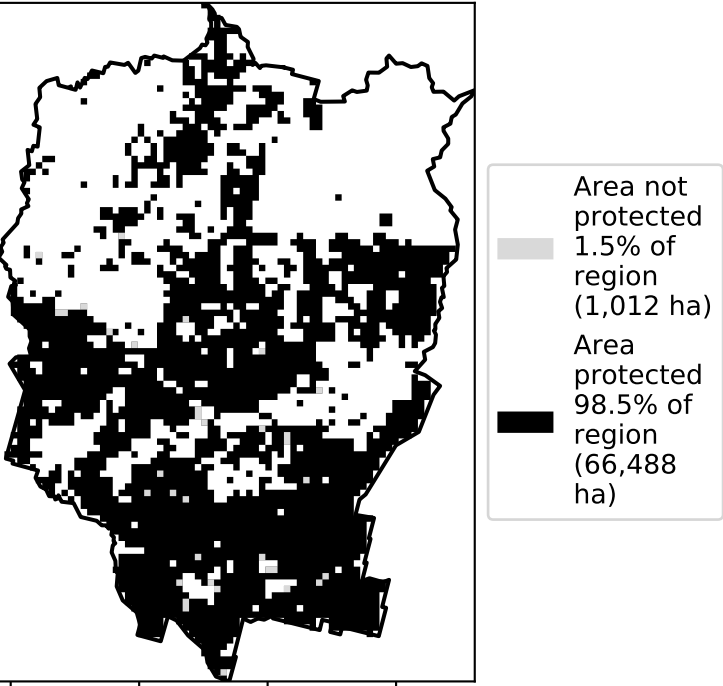 Area not
protected
1.5% of
region
(1,012 ha)
Area
protected
98.5% of
region
(66,488
ha)